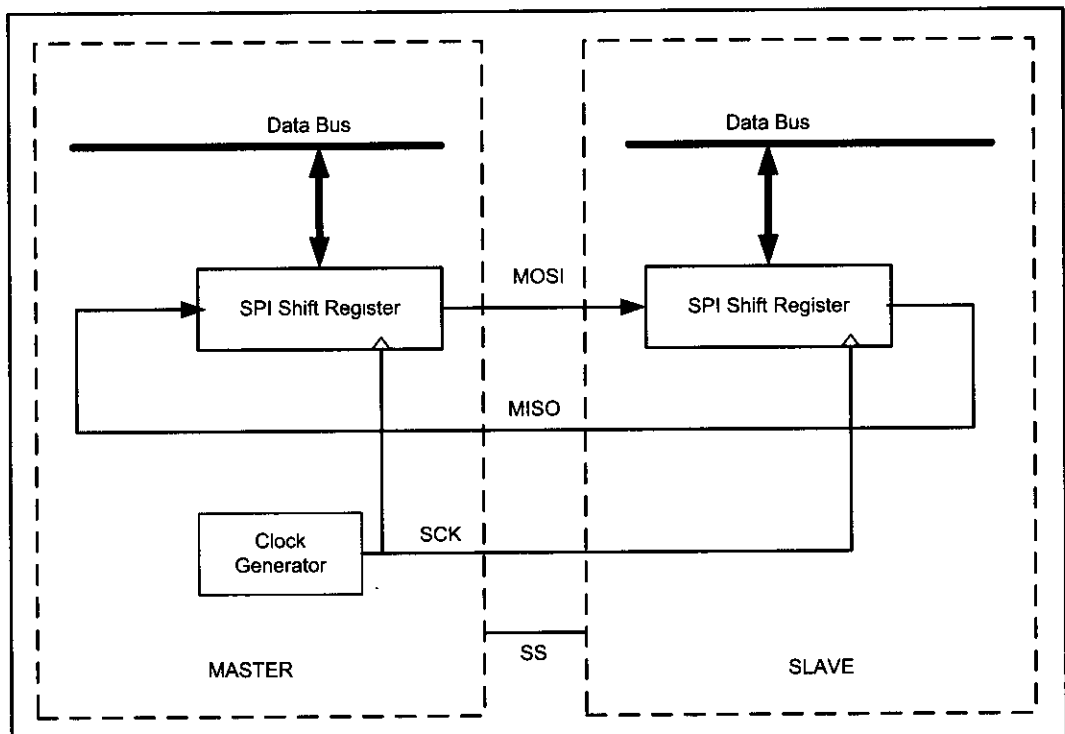 Data Bus
Data Bus
MOSI
SPI Shift Register
SPI Shift Register
MISO
SCK
Clock
Generator
SS
MASTER
SLAVE